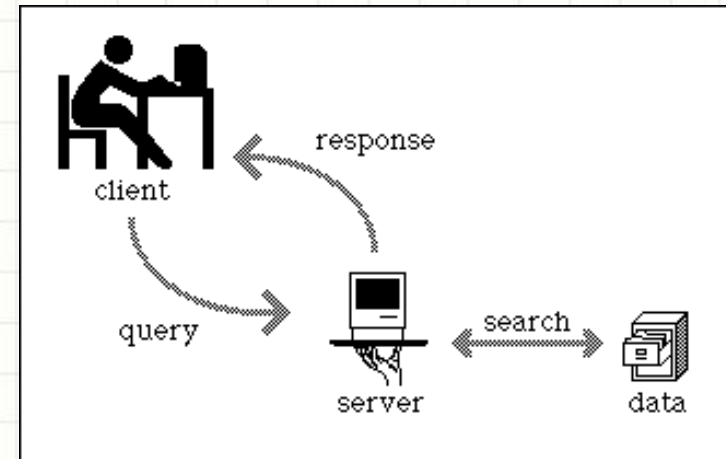 response
client
query
search
server
data